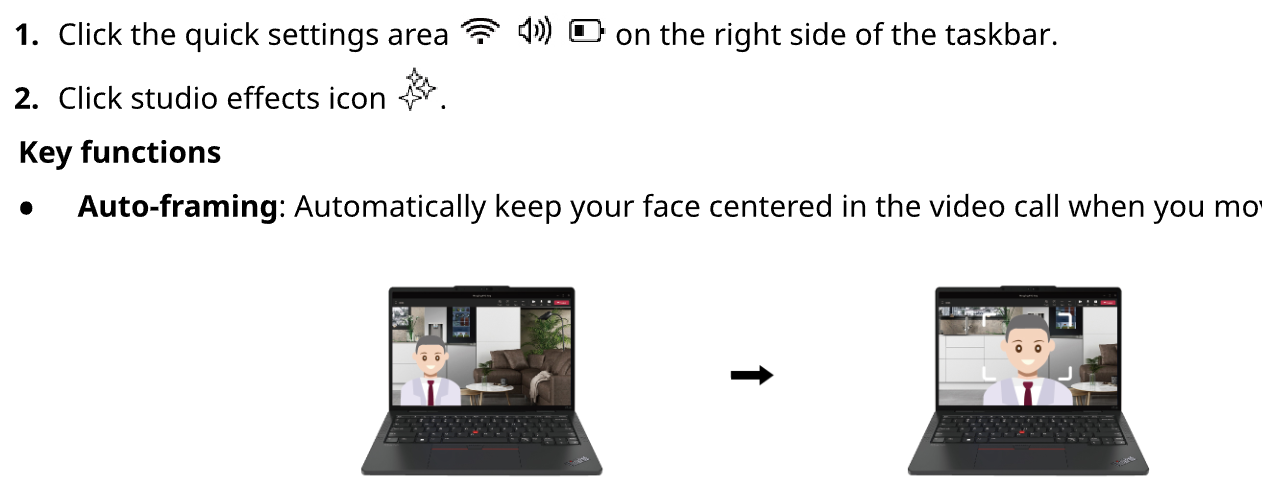 1. Click the quick settings area on the right side of the taskbar.
2. Click studio effects icon .
Key functions
• Auto-framing: Automatically keep your face centered in the video call when you